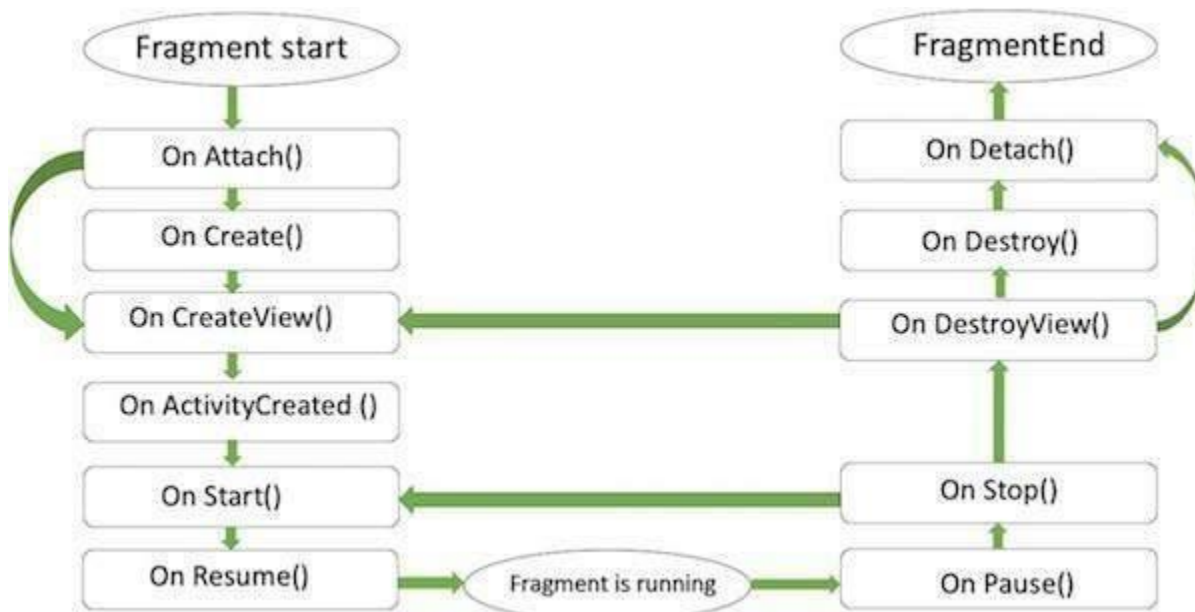 Fragment start
On Attach()
On Create()
On CreateView()
On ActivityCreated ()
On Start()
On Resume()
Fragment is running
On Pause()
On Stop()
On DestroyView()
On Destroy()
On Detach()
FragmentEnd